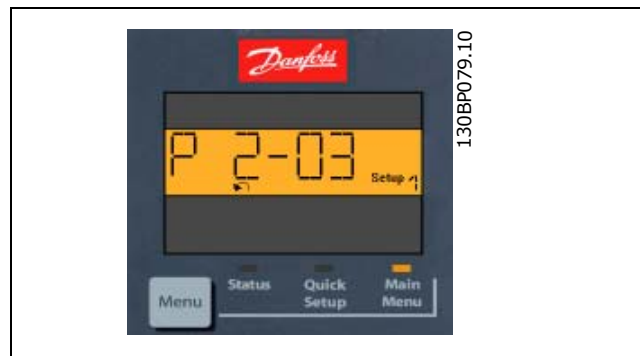 Danfoss
130BP079.10
P 2-03
Setup 1
Menu
Status
Quick
Setup
Main
Menu